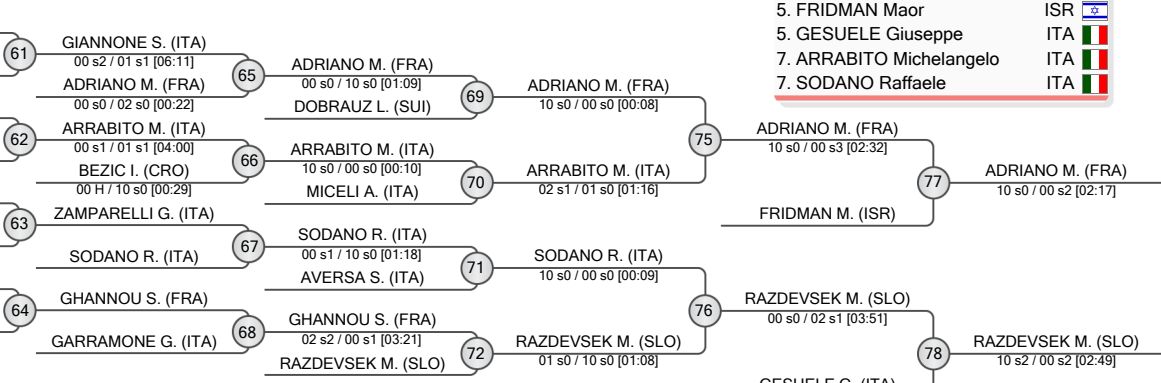 5. FRIDMAN Maor ISR
5. GESUELE Giuseppe ITA
7. ARRABITO Michelangelo ITA
7. SODANO Raffaele ITA
61
GIANNONE S. (ITA)
00 s2 / 01 s1 [06:11]
ADRIANO M. (FRA)
00 s0 / 02 s0 [00:22]
62
ARRABITO M. (ITA)
00 s1 / 01 s1 [04:00]
BEZIC I. (CRO)
00 H / 10 s0 [00:29]
63
ZAMPARELLI G. (ITA)
SODANO R. (ITA)
64
GHANNOU S. (FRA)
GARRAMONE G. (ITA)
65
ADRIANO M. (FRA)
00 s0 / 10 s0 [01:09]
DOBRAUZ L. (SUI)
66
ARRABITO M. (ITA)
10 s0 / 00 s0 [00:10]
MICELI A. (ITA)
67
SODANO R. (ITA)
00 s1 / 10 s0 [01:18]
AVERSA S. (ITA)
68
GHANNOU S. (FRA)
02 s2 / 00 s1 [03:21]
RAZDEVSEK M. (SLO)
69
ADRIANO M. (FRA)
10 s0 / 00 s0 [00:08]
70
ARRABITO M. (ITA)
02 s1 / 01 s0 [01:16]
71
SODANO R. (ITA)
10 s0 / 00 s0 [00:09]
72
RAZDEVSEK M. (SLO)
01 s0 / 10 s0 [01:08]
75
ADRIANO M. (FRA)
10 s0 / 00 s3 [02:32]
FRIDMAN M. (ISR)
76
RAZDEVSEK M. (SLO)
00 s0 / 02 s1 [03:51]
GESUELE G. (ITA)
77
ADRIANO M. (FRA)
10 s0 / 00 s2 [02:17]
78
RAZDEVSEK M. (SLO)
10 s2 / 00 s2 [02:49]